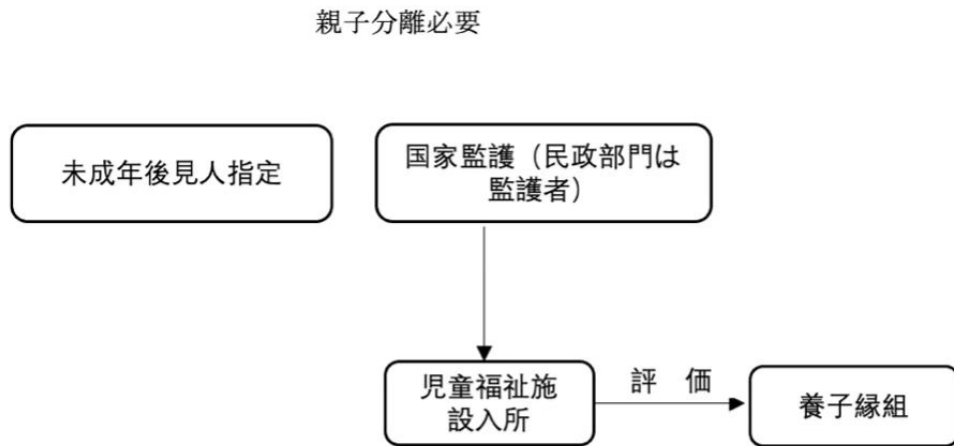 親子分離必要
未成年後見人指定
国家監護（民政部門は
監護者）
児童福祉施
設入所
評　価
養子縁組